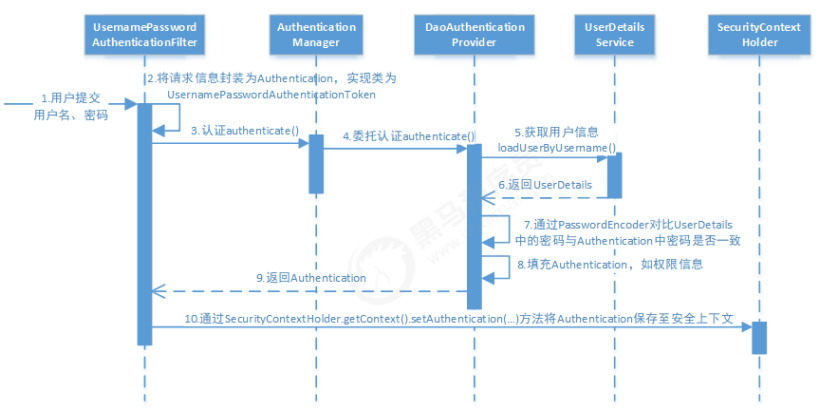 UsernamePassword
AuthenticationFilter
Authentication
Manager
DaoAuthentication
Provider
UserDetails
Service
SecurityContext
Holder
1.用户提交
用户名、密码
2.将请求信息封装为Authentication，实现类为
UsernamePasswordAuthenticationToken
3.认证authenticate()
4.委托认证authenticate()
5.获取用户信息
loadUserByUsername()
6.返回UserDetails
7.通过PasswordEncoder对比UserDetails
中的密码与Authentication中密码是否一致
8.填充Authentication，如权限信息
9.返回Authentication
10.通过SecurityContextHolder.getContext().setAuthentication(...)方法将Authentication保存至安全上下文